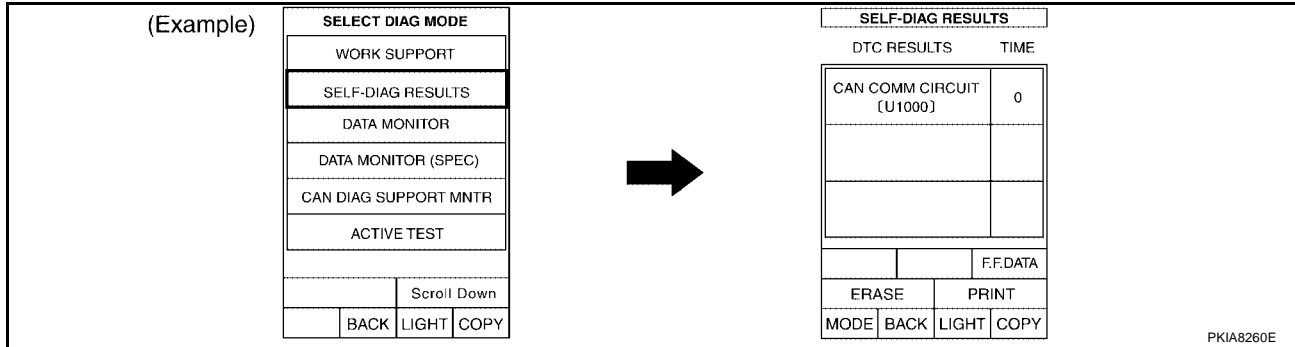 (Example)
SELECT DIAG MODE
WORK SUPPORT
SELF-DIAG RESULTS
DATA MONITOR
DATA MONITOR (SPEC)
CAN DIAG SUPPORT MNTR
ACTIVE TEST
Scroll Down
BACK LIGHT COPY
SELF-DIAG RESULTS
DTC RESULTS TIME
CAN COMM CIRCUIT 0
[U1000]
F.F.DATA
ERASE PRINT
MODE BACK LIGHT COPY
PKIA8260E